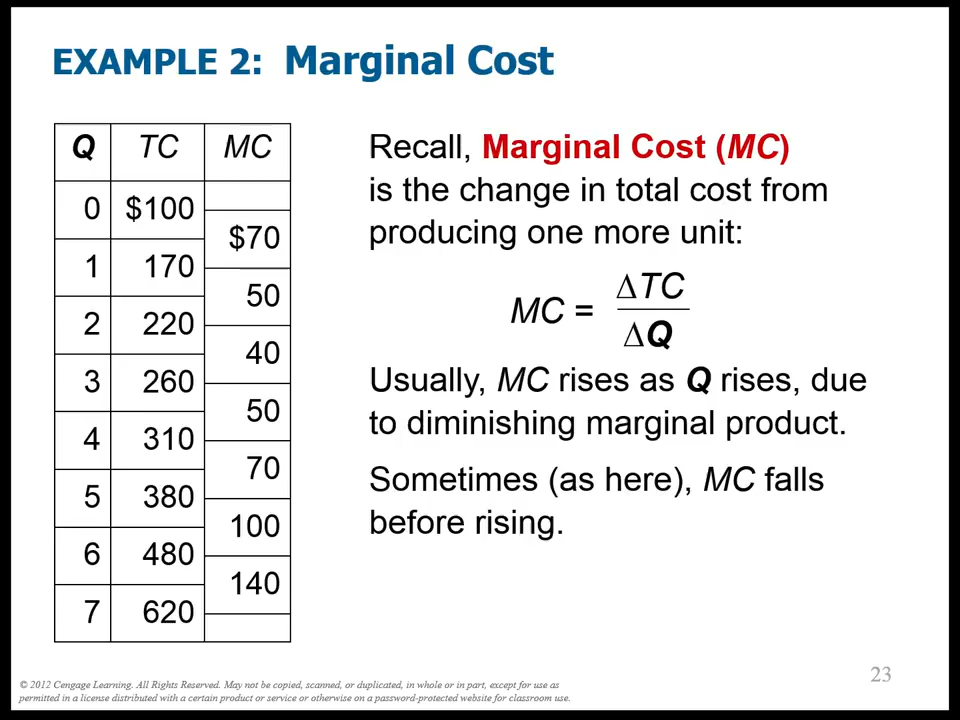 EXAMPLE 2: Marginal Cost
Q TC MC
0 $100
$70
1 170
50
2 220
40
3 260
50
4 310
70
5 380
100
6 480
140
7 620
Recall, Marginal Cost (MC)
is the change in total cost from
producing one more unit:
MC = ΔTC / ΔQ
Usually, MC rises as Q rises, due
to diminishing marginal product.
Sometimes (as here), MC falls
before rising.
23
© 2012 Cengage Learning. All Rights Reserved. May not be copied, scanned, or duplicated, in whole or in part, except for use as
permitted in a license distributed with a certain product or service or otherwise on a password-protected website for classroom use.